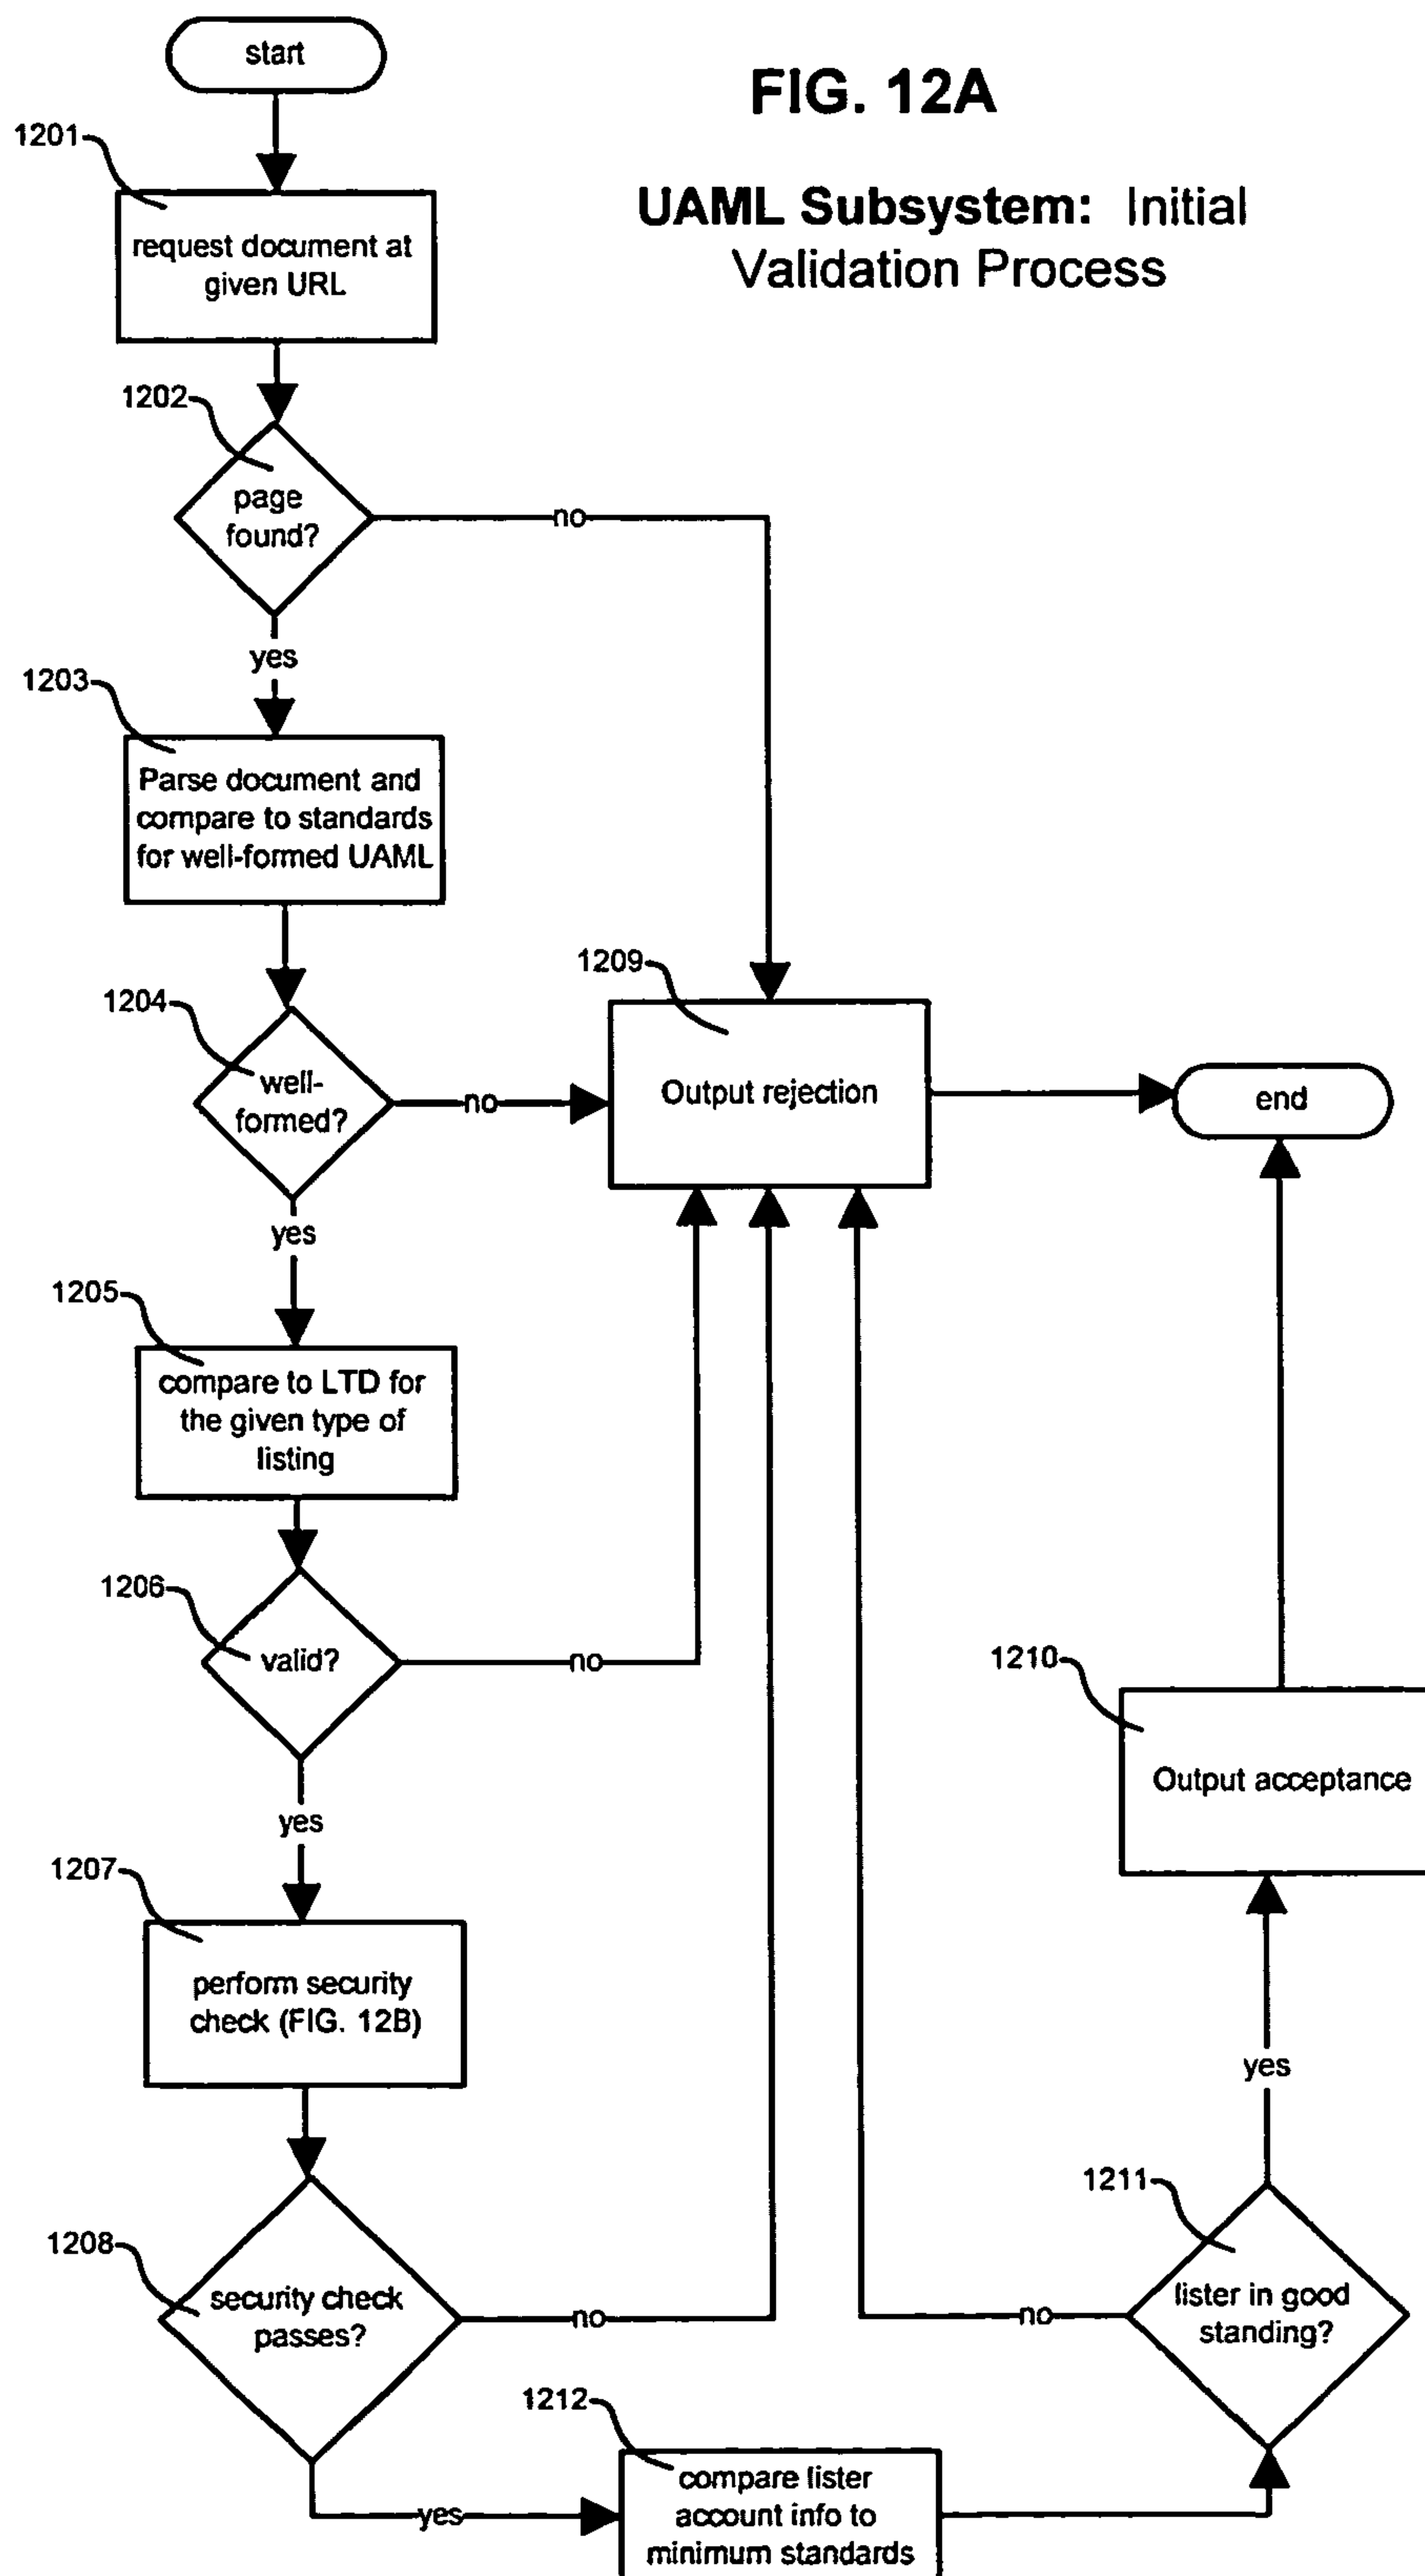 start
FIG. 12A
UAML Subsystem: Initial
Validation Process
1201
request document at
given URL
1202
page
found?
no
yes
1203
Parse document and
compare to standards
for well-formed UAML
1204
well-
formed?
no
1209
Output rejection
end
yes
1205
compare to LTD for
the given type of
listing
1206
valid?
no
yes
1210
Output acceptance
1207
perform security
check (FIG. 12B)
yes
1208
security check
passes?
no
1211
lister in good
standing?
no
yes
1212
compare lister
account info to
minimum standards